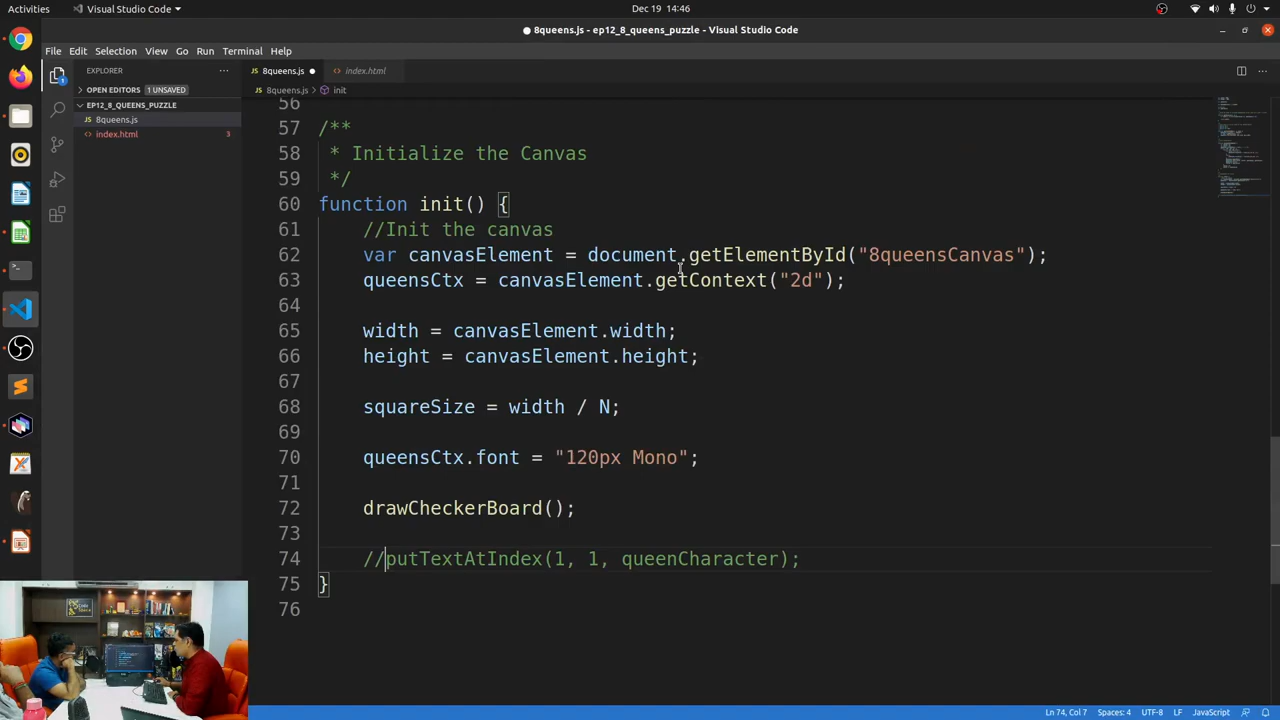 Activities
Visual Studio Code
Dec 19 14:46
8queens.js - ep12_8_queens_puzzle - Visual Studio Code
File Edit Selection View Go Run Terminal Help
EXPLORER
8queens.js
index.html
OPEN EDITORS 1 UNSAVED
8queens.js > init
EP12_8_QUEENS_PUZZLE
8queens.js
index.html 3
1
56
57 /**
58 * Initialize the Canvas
59 */
60 function init() {
61 //Init the canvas
62 var canvasElement = document.getElementById("8queensCanvas");
63 queensCtx = canvasElement.getContext("2d");
64
65 width = canvasElement.width;
66 height = canvasElement.height;
67
68 squareSize = width / N;
69
70 queensCtx.font = "120px Mono";
71
72 drawCheckerBoard();
73
74 //putTextAtIndex(1, 1, queenCharacter);
75 }
76
Ln 74, Col 7 Spaces: 4 UTF-8 LF JavaScript